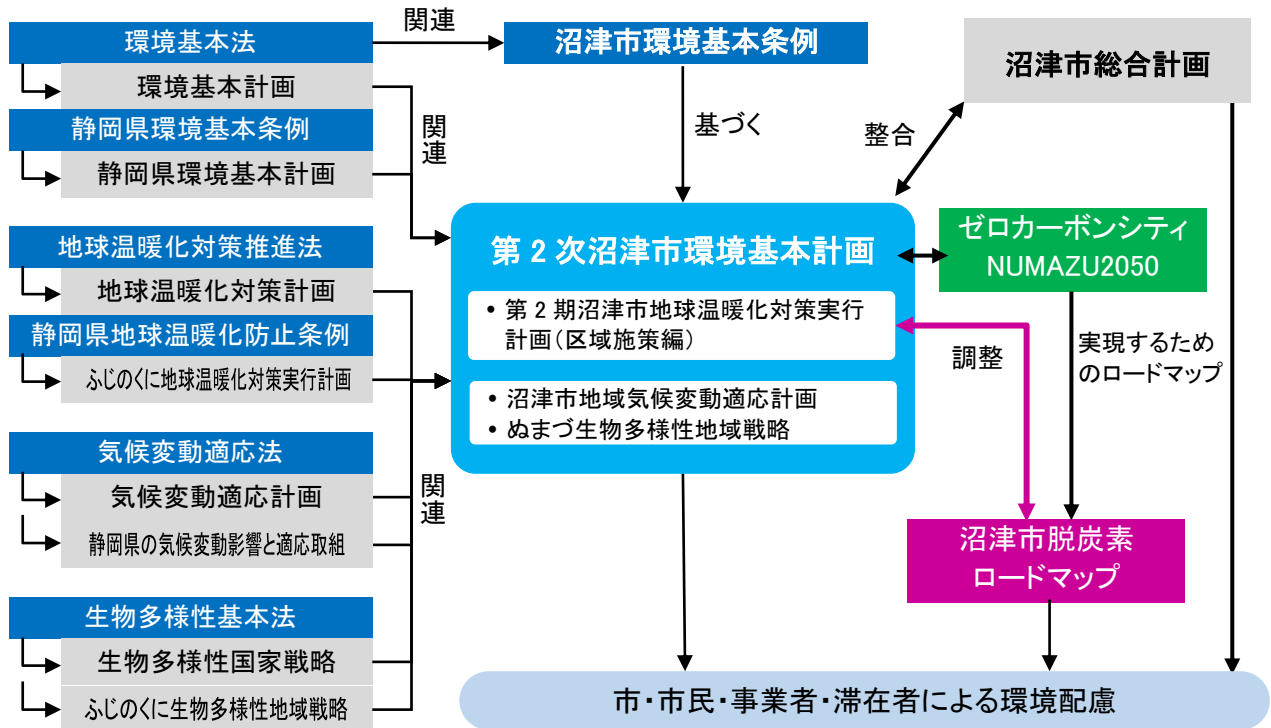 環境基本法
環境基本計画
静岡県環境基本条例
静岡県環境基本計画
地球温暖化対策推進法
地球温暖化対策計画
静岡県地球温暖化防止条例
ふじのくに地球温暖化対策実行計画
気候変動適応法
気候変動適応計画
静岡県の気候変動影響と適応取組
生物多様性基本法
生物多様性国家戦略
ふじのくに生物多様性地域戦略
関連
関連
関連
沼津市環境基本条例
基づく
第2次沼津市環境基本計画
• 第2期沼津市地球温暖化対策実行
計画(区域施策編)
• 沼津市地域気候変動適応計画
• ぬまづ生物多様性地域戦略
沼津市総合計画
整合
ゼロカーボンシティ
NUMAZU2050
調整
実現するため
のロードマップ
沼津市脱炭素
ロードマップ
市・市民・事業者・滞在者による環境配慮